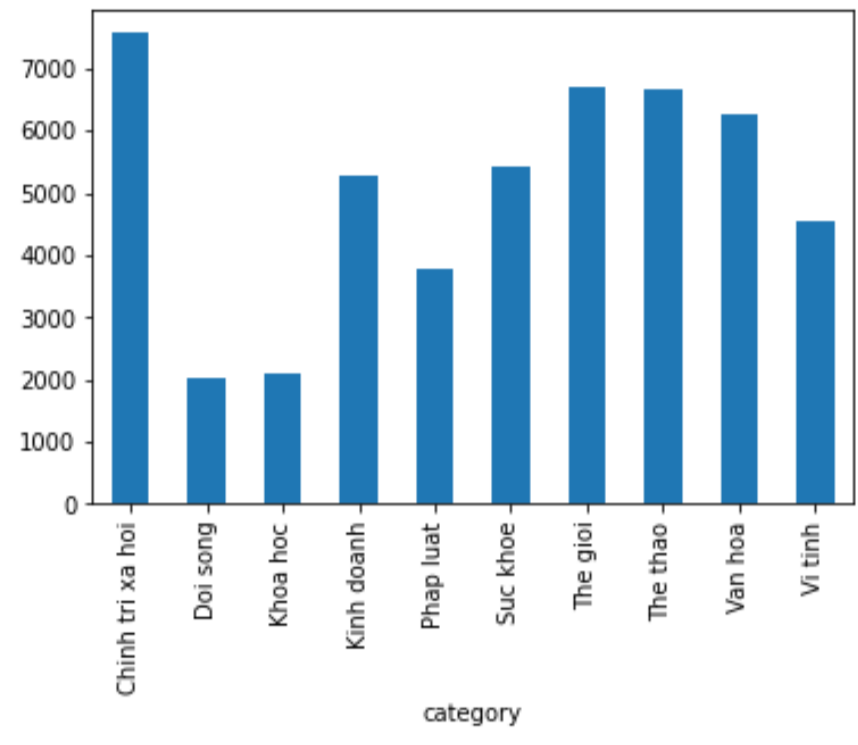 7000
6000
5000
4000
3000
2000
1000
0
Chinh tri xa hoi
Doi song
Khoa hoc
Kinh doanh
Phap luat
Suc khoe
The gioi
The thao
Van hoa
Vi tinh
category